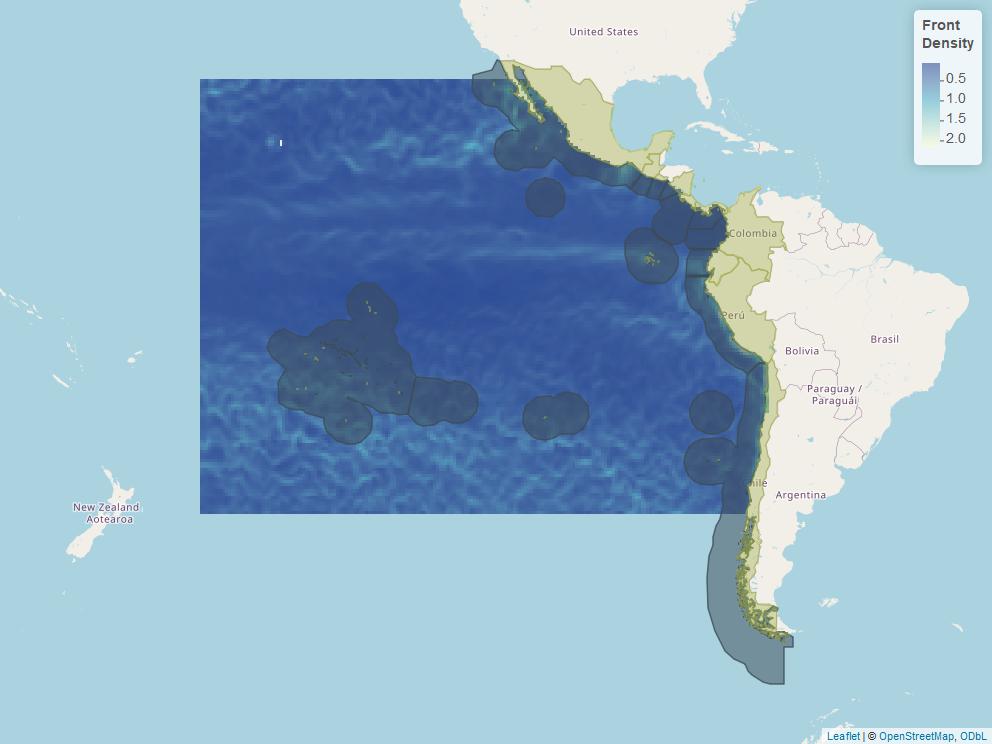 United States
Front
Density
0.5
1.0
1.5
2.0
Colombia
Perú
Brasil
Bolivia
Paraguay /
Paraguái
hile
Argentina
New Zealand
Aotearoa
Leaflet | © OpenStreetMap, ODbL